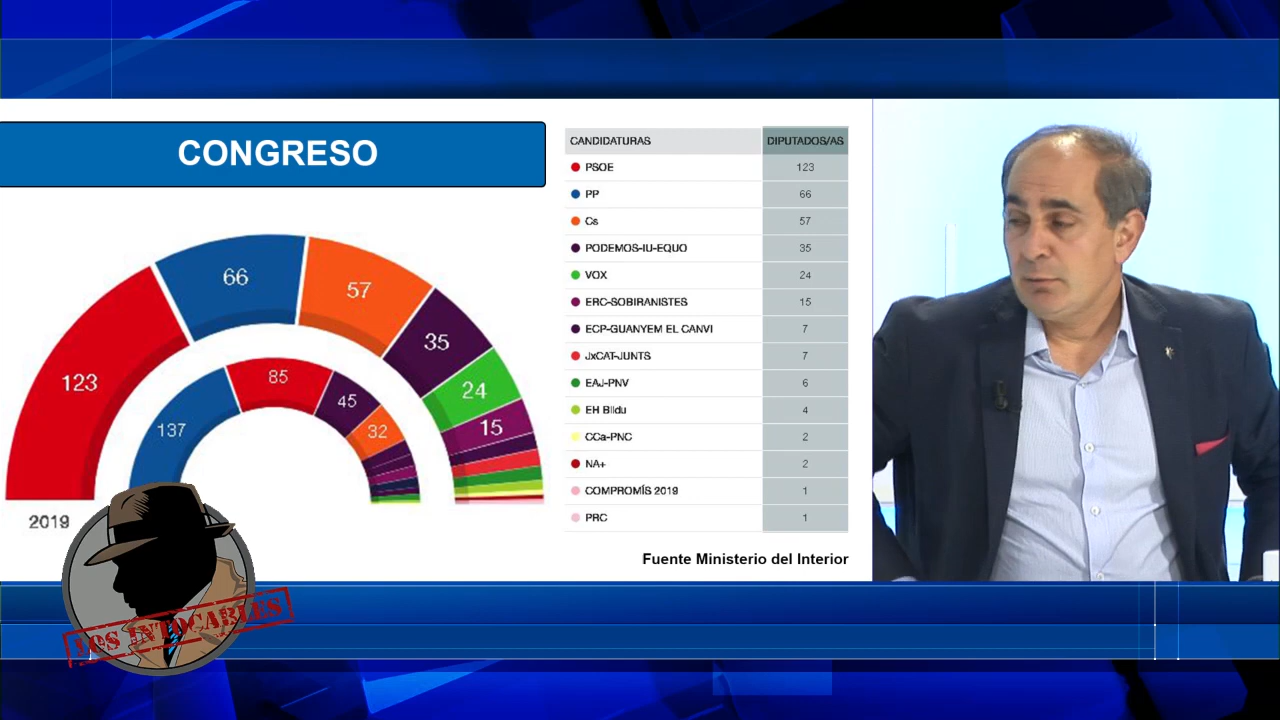 CONGRESO
CANDIDATURAS DIPUTADOS/AS
PSOE 123
PP 66
Cs 57
PODEMOS-IU-EQUO 35
VOX 24
ERC-SOBIRANISTES 15
ECP-GUANYEM EL CANVI 7
JxCAT-JUNTS 7
EAJ-PNV 6
EH Bildu 4
CCa-PNC 2
NA+ 2
COMPROMÍS 2019 1
PRC 1
66
57
35
123
24
15
85
45
137
32
2019
Fuente Ministerio del Interior
LOS INTOCABLES